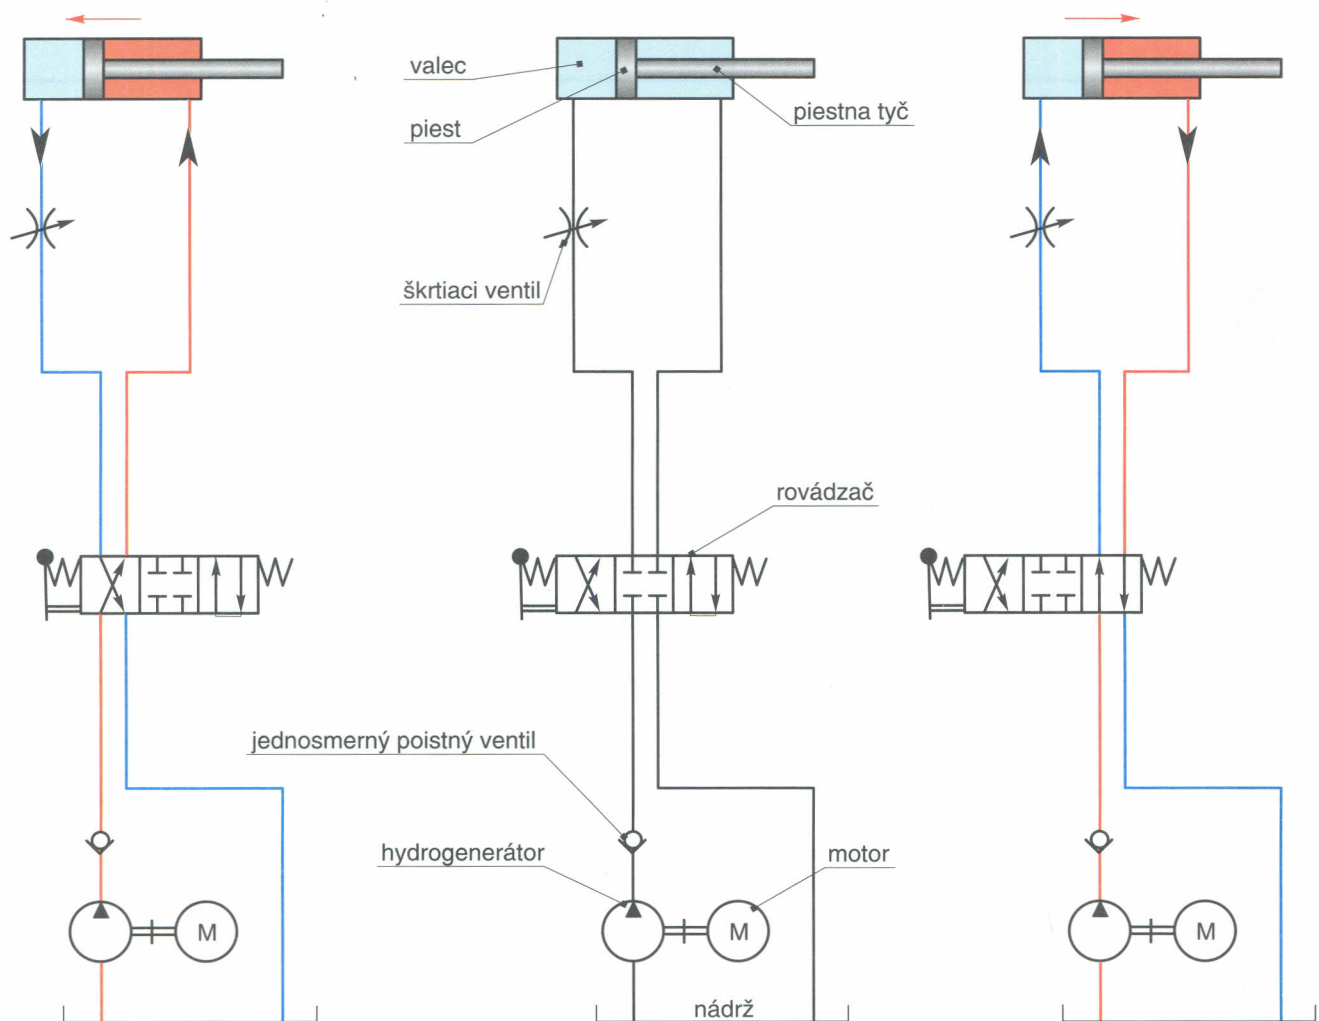 valec
piest
piestna tyč
škrtiaci ventil
rovádzač
jednosmerný poistný ventil
hydrogenerátor
motor
M
M
M
nádrž